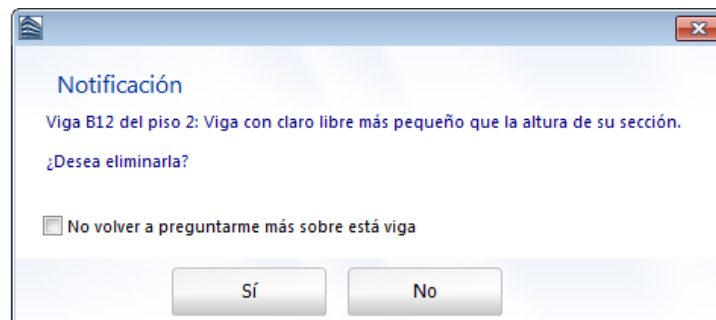 Notificación
Viga B12 del piso 2: Viga con claro libre más pequeño que la altura de su sección.
¿Desea eliminarla?
No volver a preguntarme más sobre está viga
Sí
No